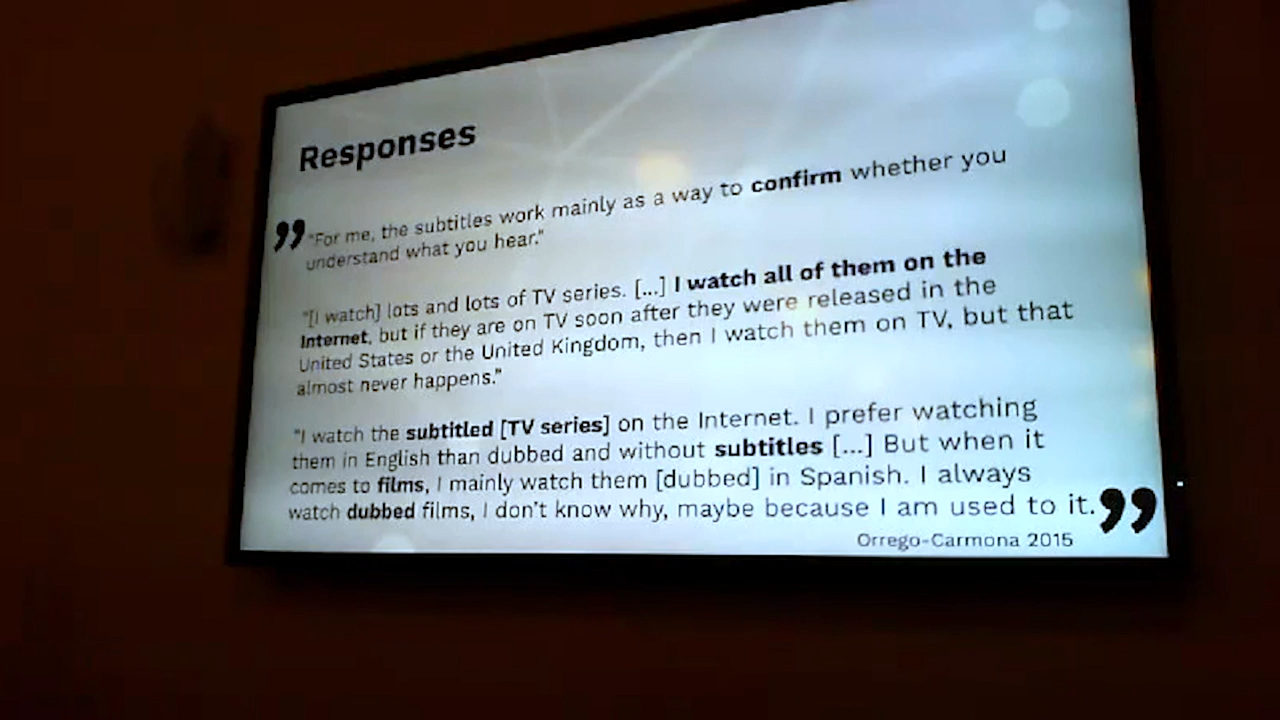 Responses
”
"For me, the subtitles work mainly as a way to confirm whether you
understand what you hear."
"[I watch] lots and lots of TV series. [...] I watch all of them on the
Internet, but if they are on TV soon after they were released in the
United States or the United Kingdom, then I watch them on TV, but that
almost never happens."
"I watch the subtitled [TV series] on the Internet. I prefer watching
them in English than dubbed and without subtitles [...] But when it
comes to films, I mainly watch them [dubbed] in Spanish. I always
watch dubbed films, I don't know why, maybe because I am used to it.
”
Orrego-Carmona 2015